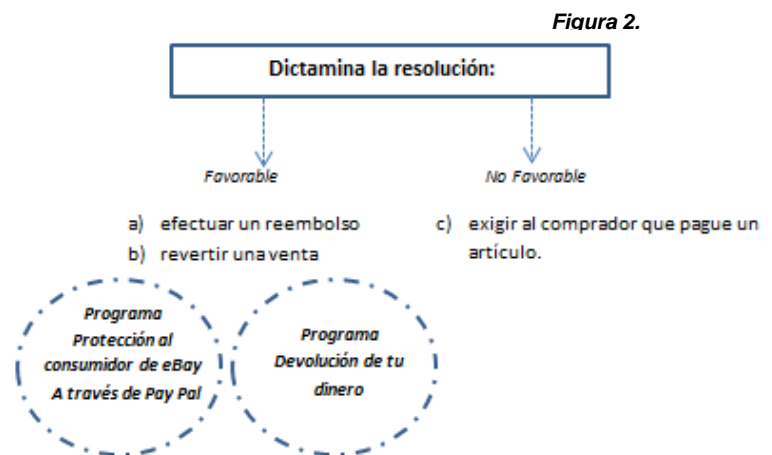 Figura 2.
Dictamina la resolución:
Favorable
No Favorable
a) efectuar un reembolso
b) revertir una venta
c) exigir al comprador que pague un
artículo.
Programa
Protección al
consumidor de eBay
A través de Pay Pal
Programa
Devolución de tu
dinero